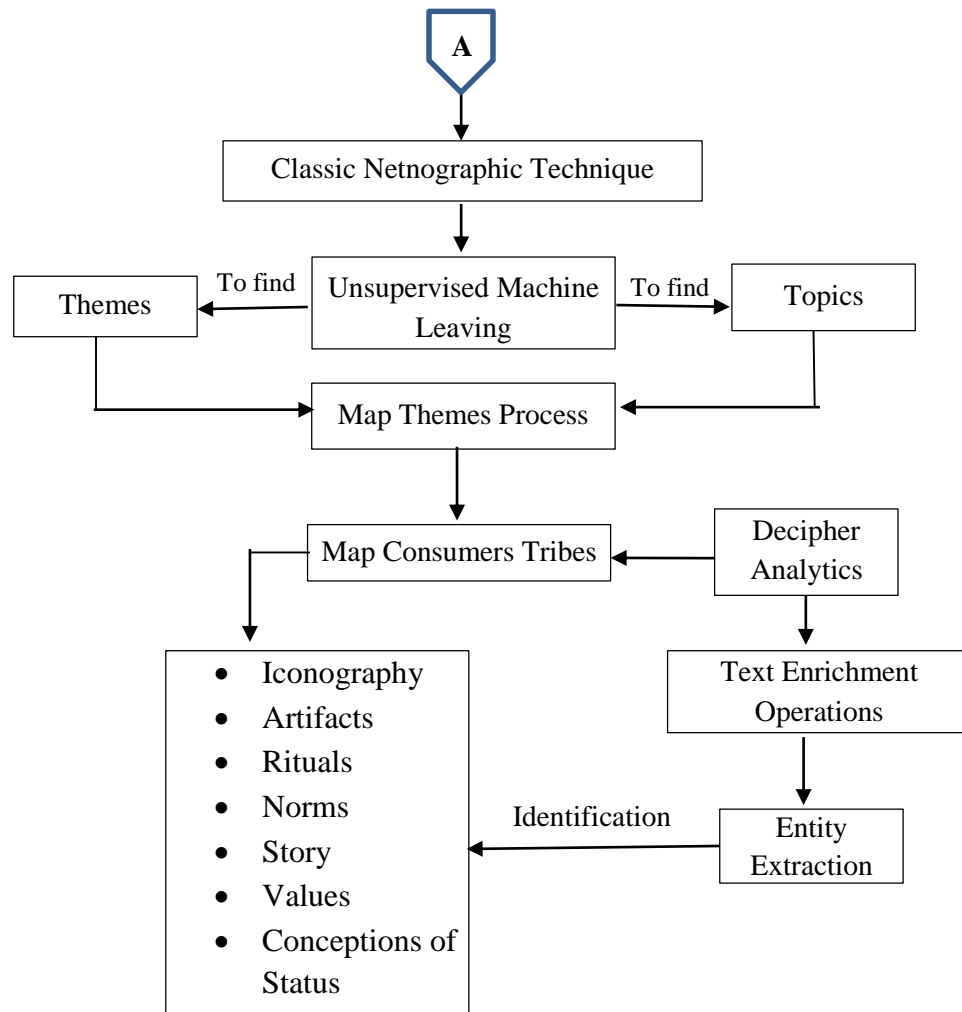 A
Classic Netnographic Technique
To find
Unsupervised Machine
Leaving
To find
Themes
Topics
Map Themes Process
Map Consumers Tribes
Decipher
Analytics
• Iconography
• Artifacts
• Rituals
• Norms
• Story
• Values
• Conceptions of
Status
Text Enrichment
Operations
Identification
Entity
Extraction